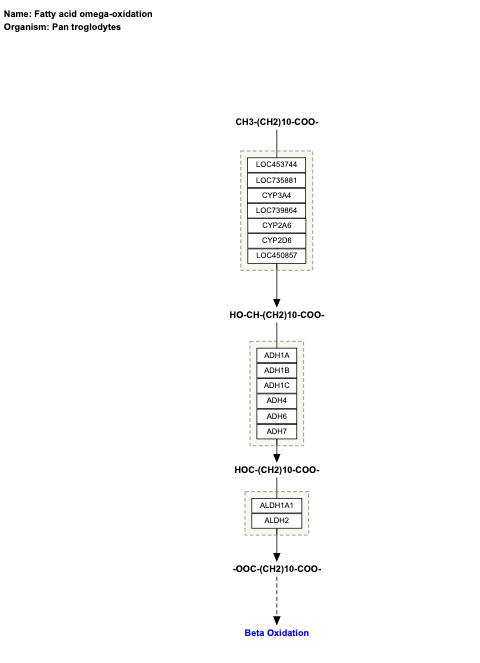 Name: Fatty acid omega-oxidation
Organism: Pan troglodytes
CH3-(CH2)10-COO-
LOC453744
LOC735881
CYP3A4
LOC739864
CYP2A6
CYP2D6
LOC450857
HO-CH-(CH2)10-COO-
ADH1A
ADH1B
ADH1C
ADH4
ADH6
ADH7
HOC-(CH2)10-COO-
ALDH1A1
ALDH2
-OOC-(CH2)10-COO-
Beta Oxidation